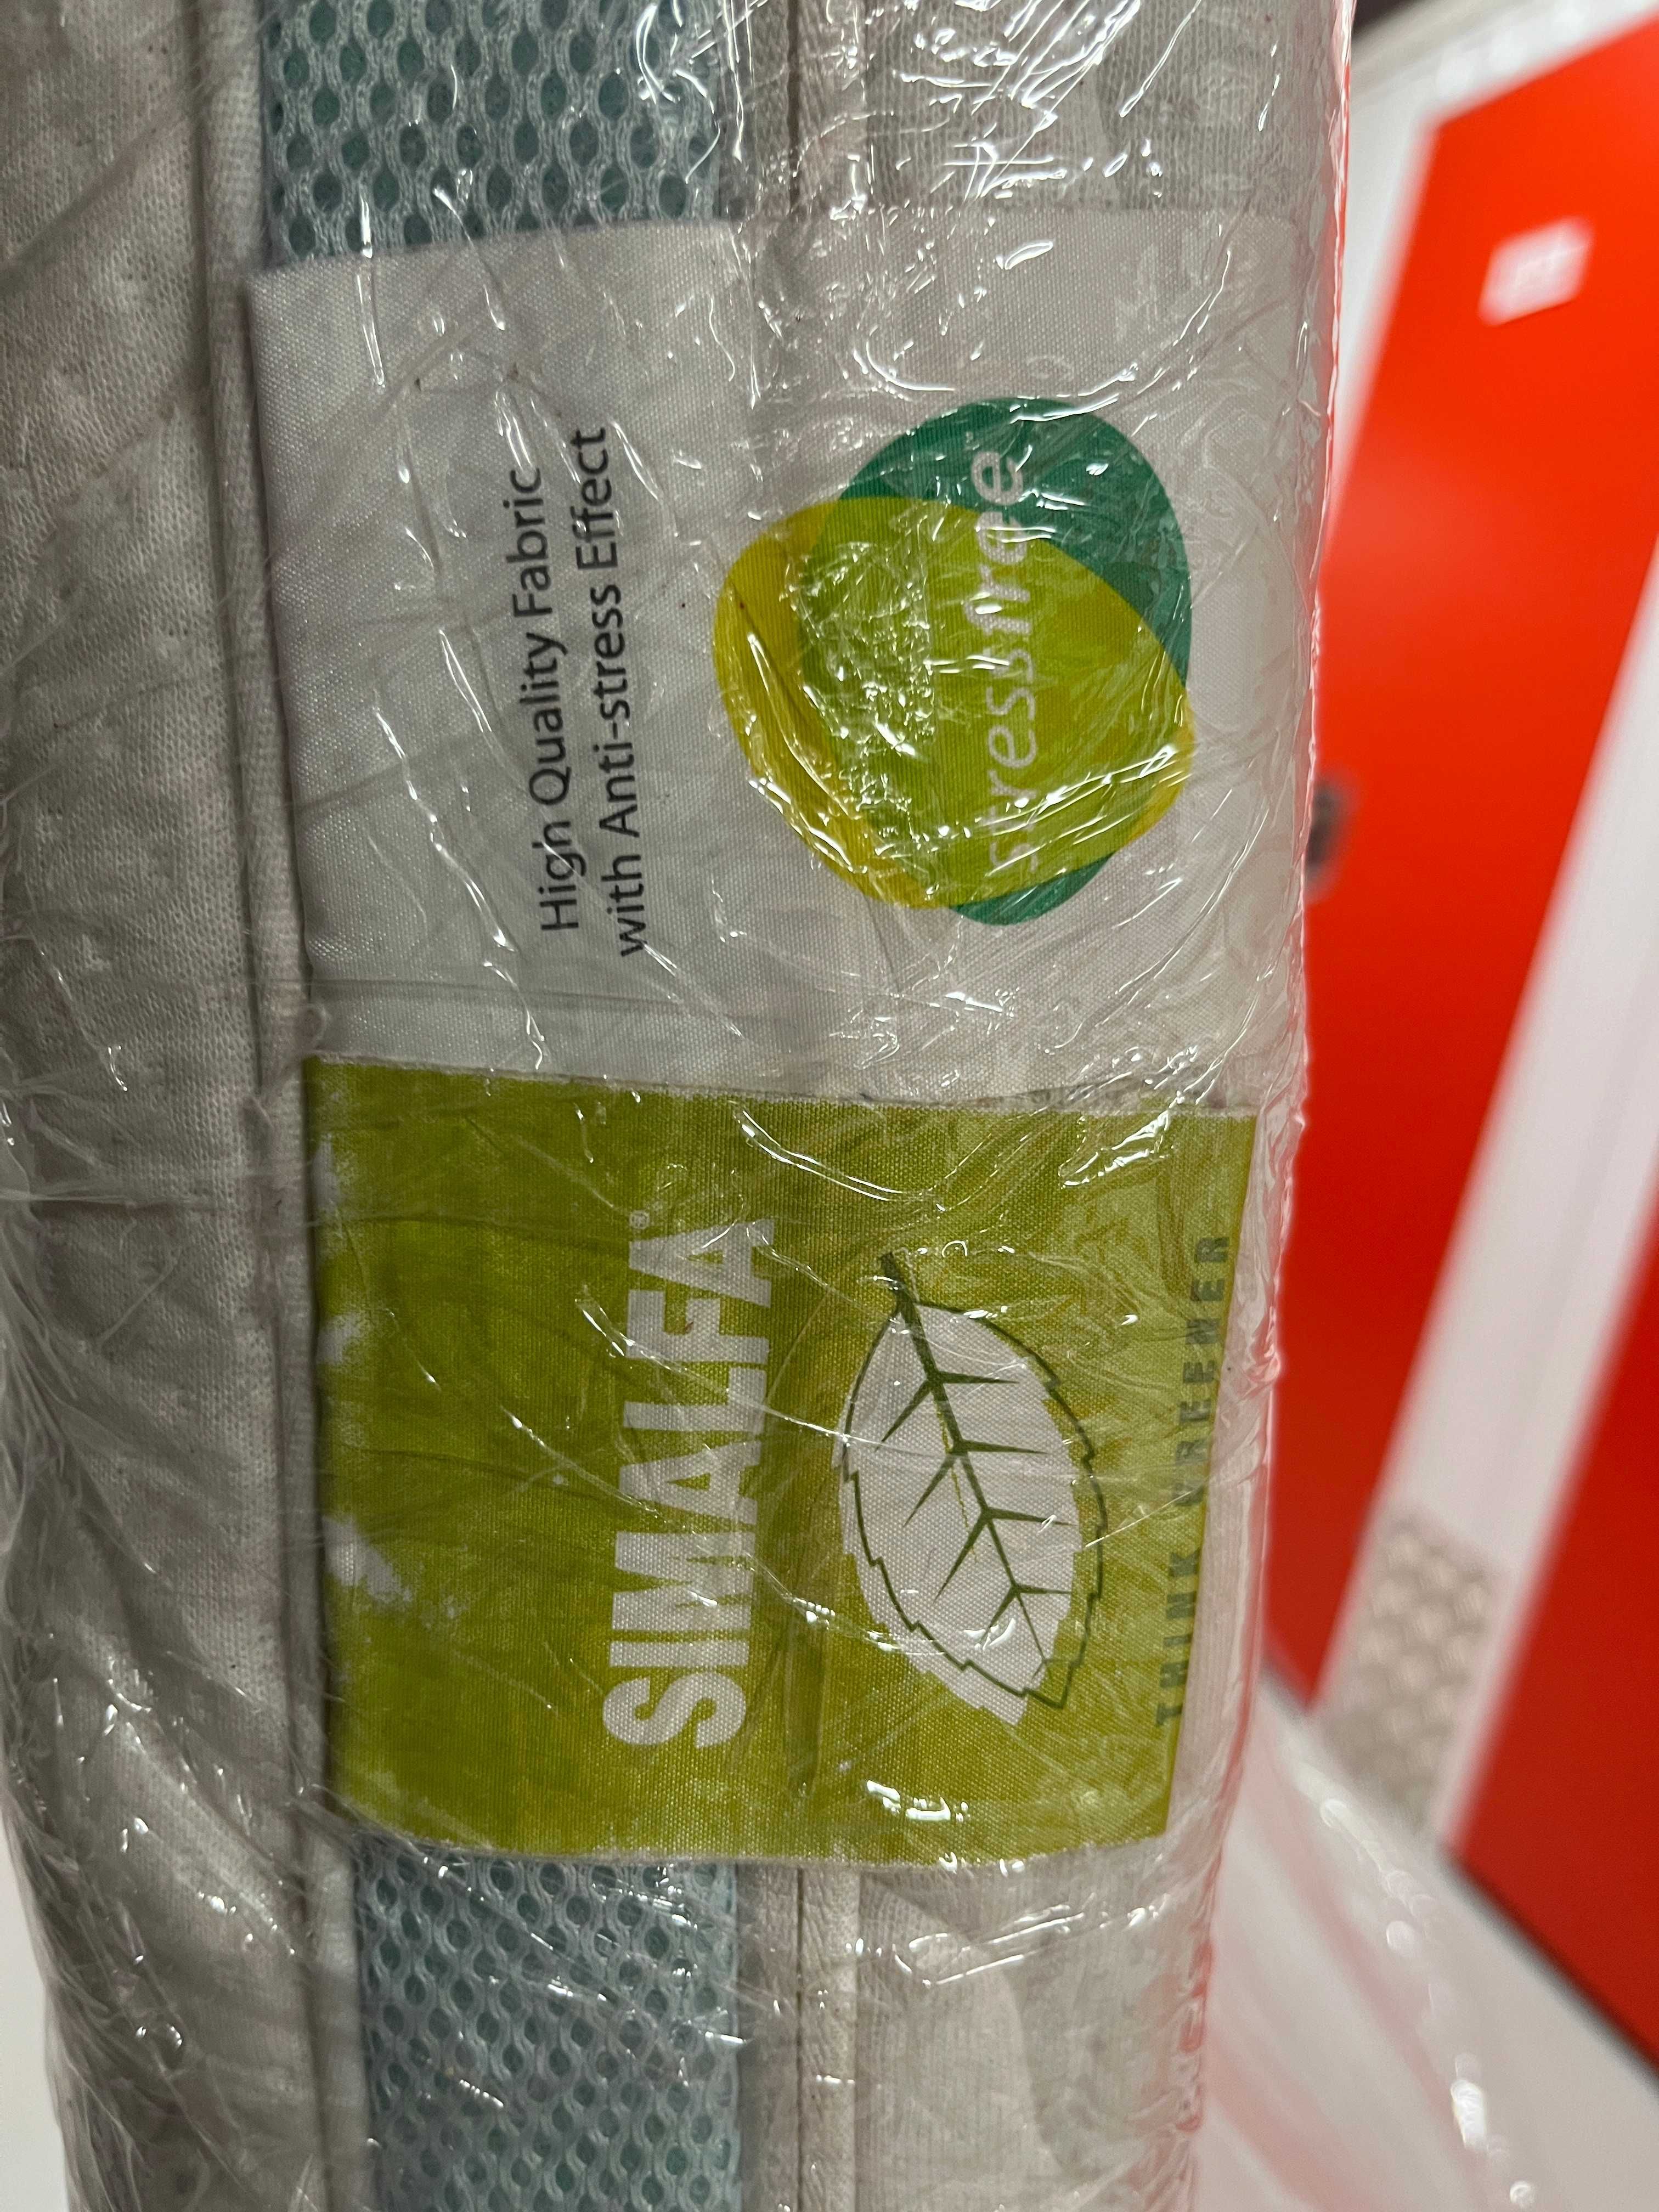 High Quality Fabric
with Anti-stress Effect
stressfree
SIMALFA®
THINK GREENER